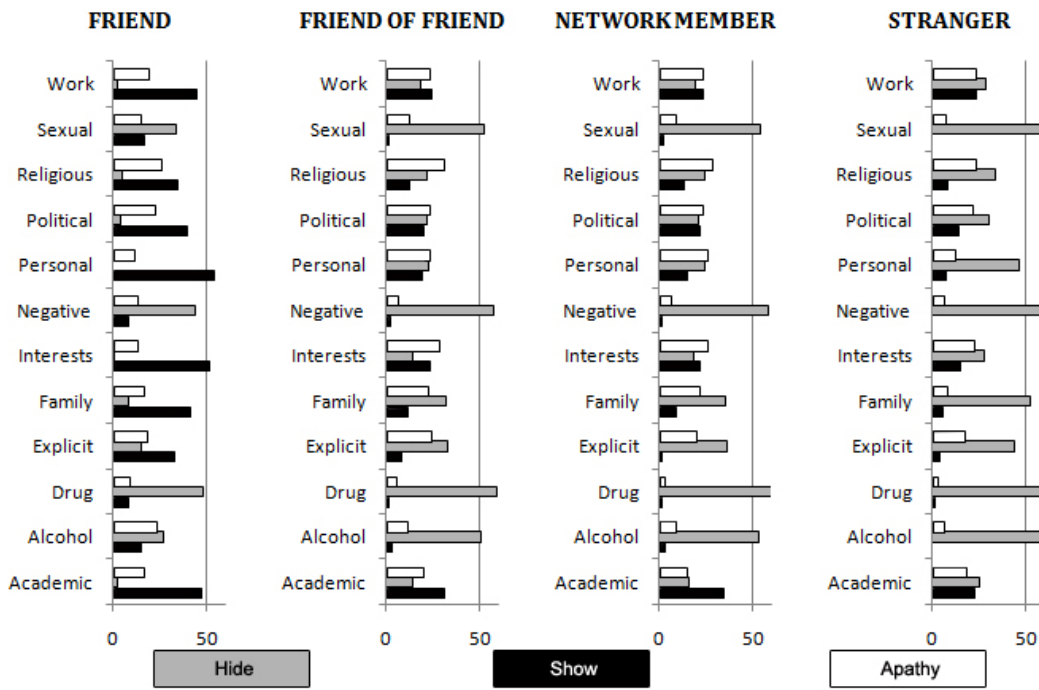 FRIEND
FRIEND OF FRIEND
NETWORK MEMBER
STRANGER
Work
Sexual
Religious
Political
Personal
Negative
Interests
Family
Explicit
Drug
Alcohol
Academic
0 50
Work
Sexual
Religious
Political
Personal
Negative
Interests
Family
Explicit
Drug
Alcohol
Academic
0 50
Work
Sexual
Religious
Political
Personal
Negative
Interests
Family
Explicit
Drug
Alcohol
Academic
0 50
Work
Sexual
Religious
Political
Personal
Negative
Interests
Family
Explicit
Drug
Alcohol
Academic
0 50
Hide
Show
Apathy